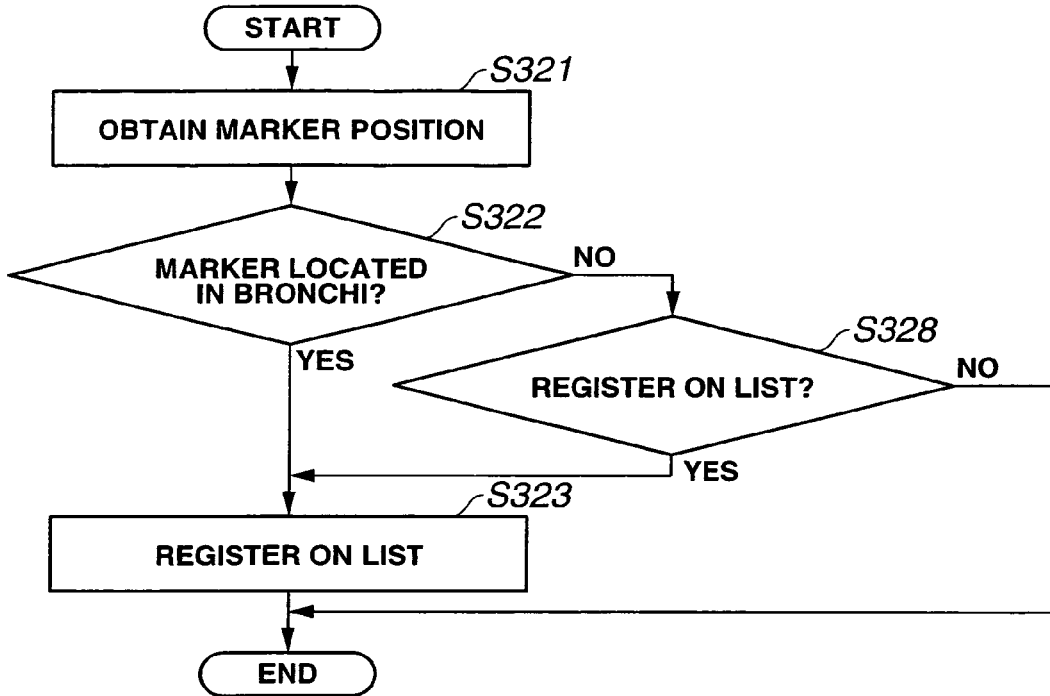 START
S321
OBTAIN MARKER POSITION
S322
MARKER LOCATED
IN BRONCHI?
NO
YES
S328
REGISTER ON LIST?
NO
YES
S323
REGISTER ON LIST
END